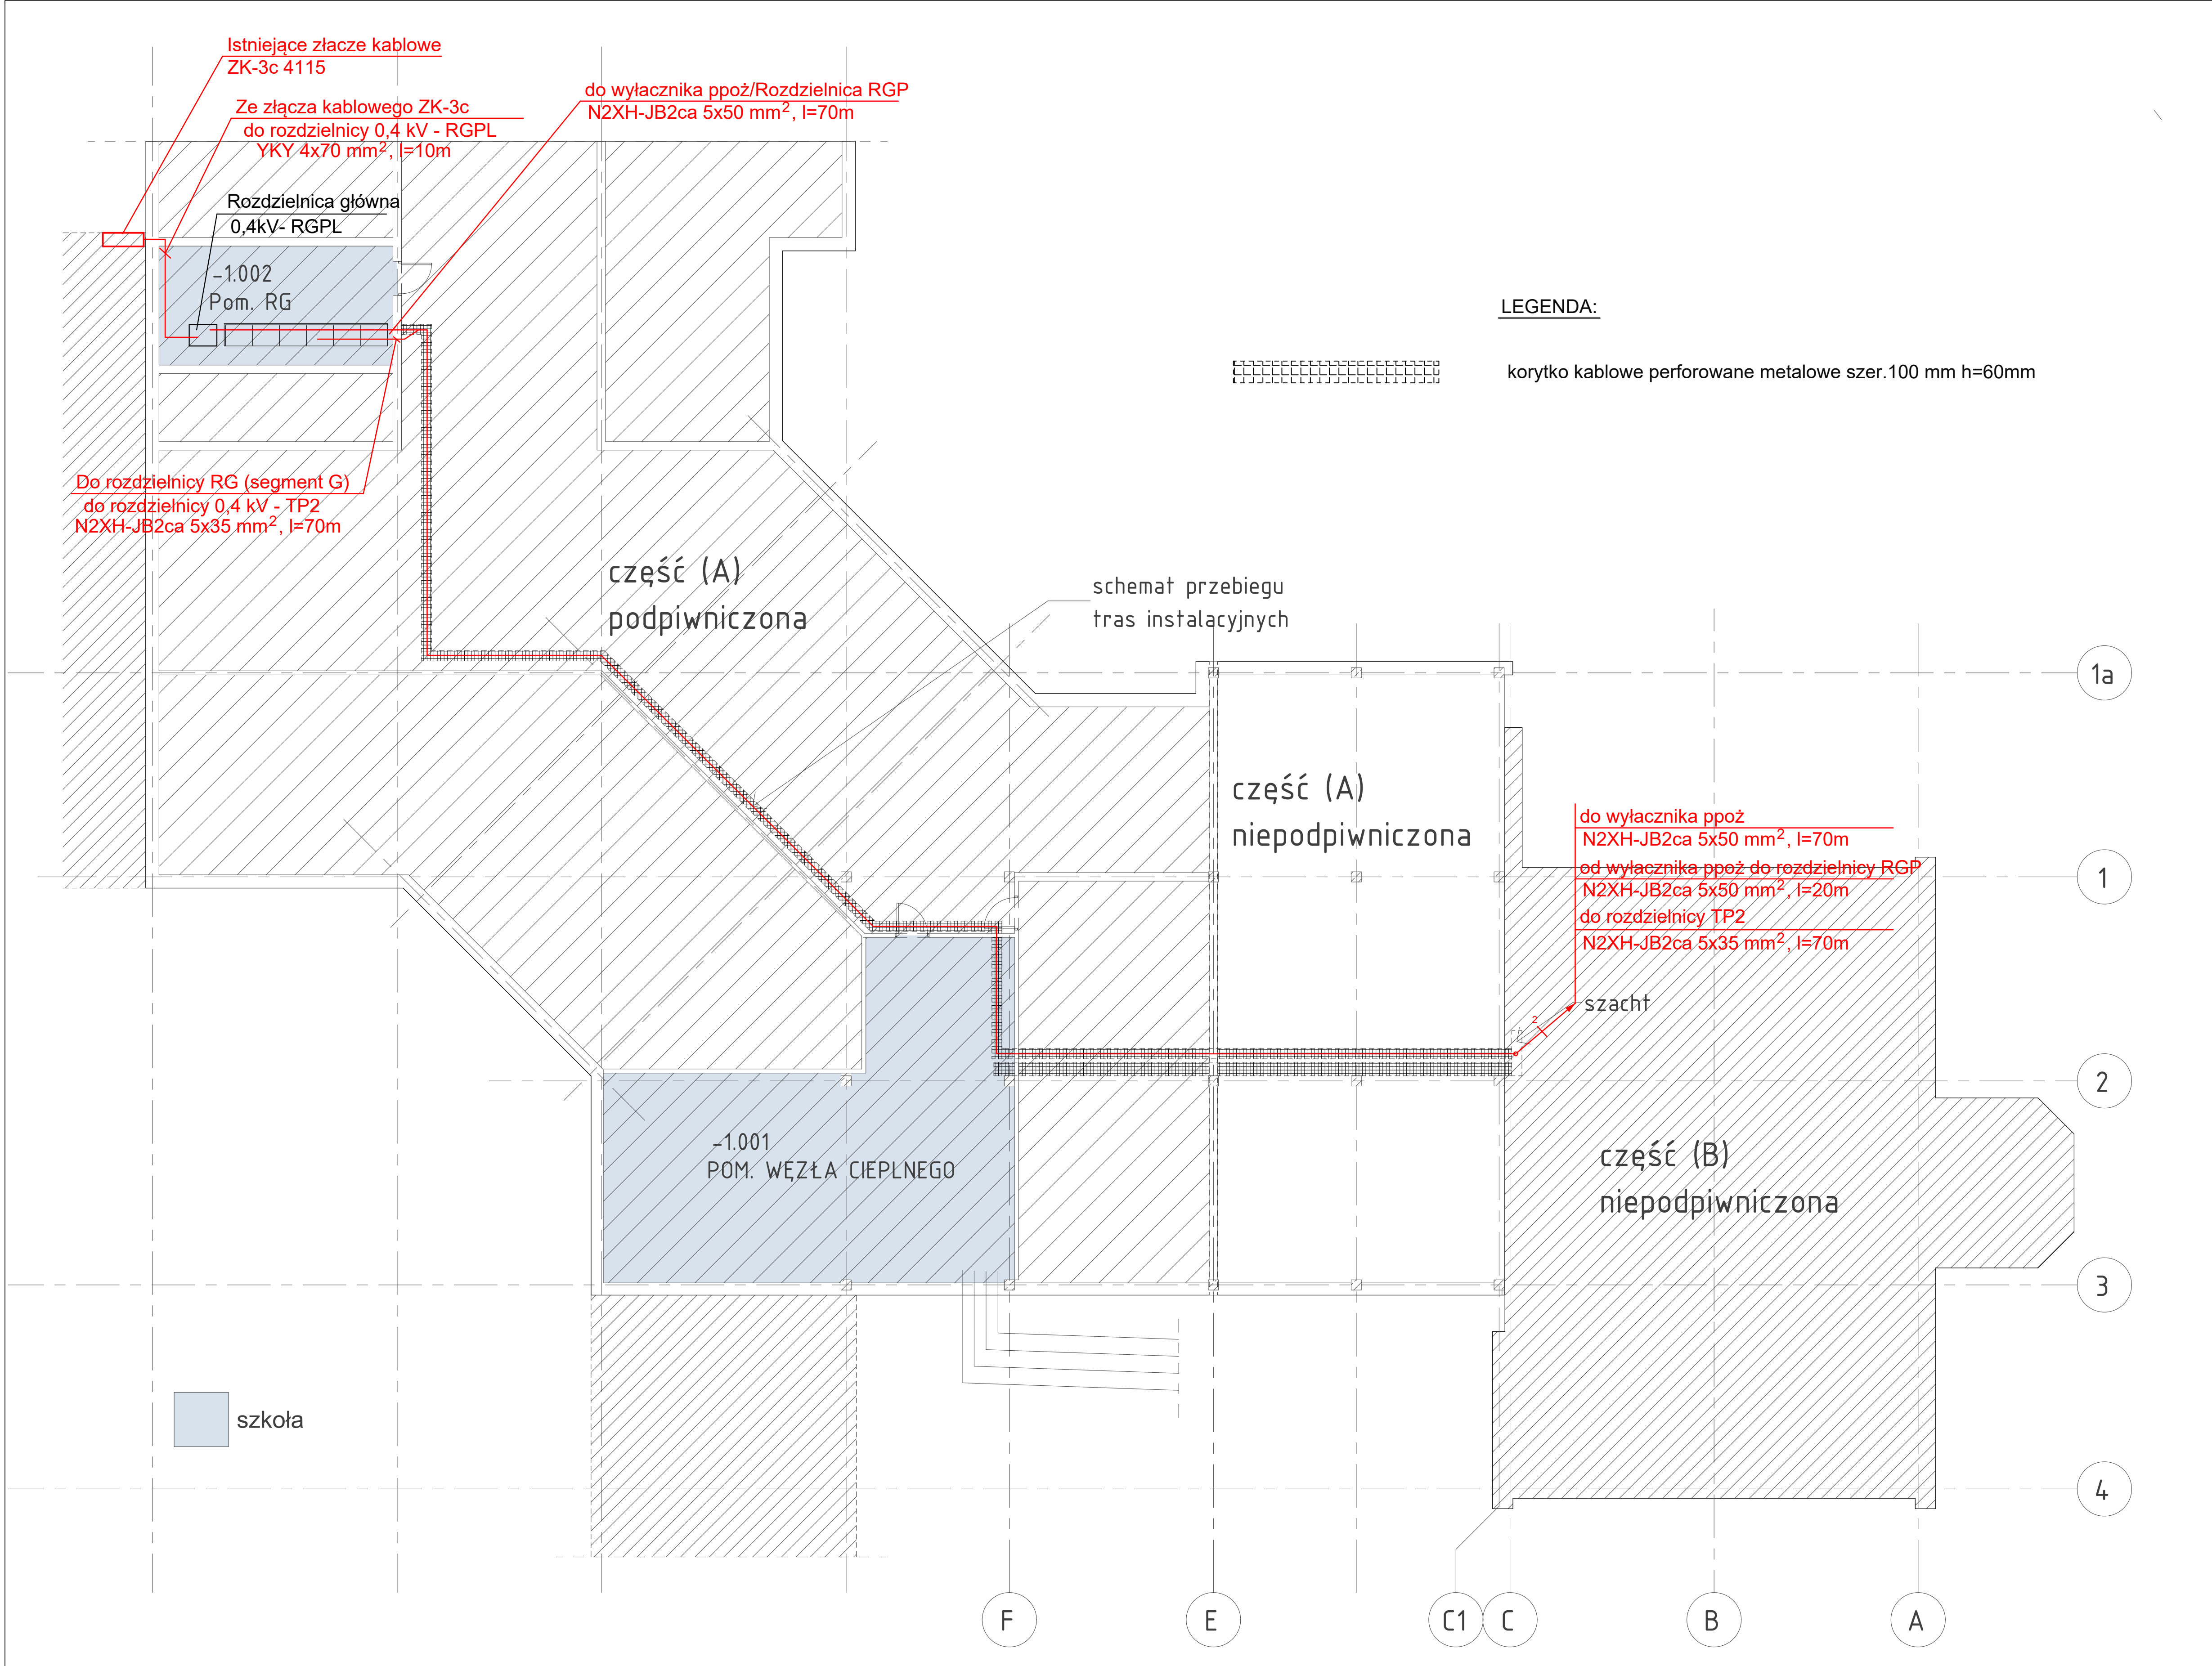 Istniejące złacze kablowe
ZK-3c 4115
Ze złącza kablowego ZK-3c
do rozdzielnicy 0,4 kV - RGPL
YKY 4x70 mm², l=10m
do wyłacznika ppoż/Rozdzielnica RGP
N2XH-JB2ca 5x50 mm², l=70m
Rozdzielnica główna
0,4kV- RGPL
-1.002
Pom. RG
LEGENDA:
korytko kablowe perforowane metalowe szer.100 mm h=60mm
Do rozdzielnicy RG (segment G)
do rozdzielnicy 0,4 kV - TP2
N2XH-JB2ca 5x35 mm², l=70m
część (A)
podpiwniczona
schemat przebiegu
tras instalacyjnych
1a
część (A)
niepodpiwniczona
do wyłacznika ppoż
N2XH-JB2ca 5x50 mm², l=70m
od wyłacznika ppoż do rozdzielnicy RGP
N2XH-JB2ca 5x50 mm², l=20m
do rozdzielnicy TP2
N2XH-JB2ca 5x35 mm², l=70m
1
szacht
2
2
-1.001
POM. WĘZŁA CIEPLNEGO
część (B)
niepodpiwniczona
3
szkoła
4
F
E
C1
C
B
A